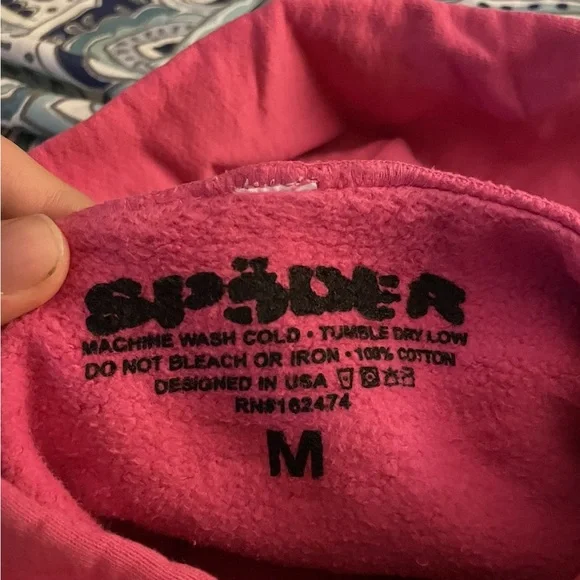 SP5DER
MACHINE WASH COLD · TUMBLE DRY LOW
DO NOT BLEACH OR IRON · 100% COTTON
DESIGNED IN USA
RN#162474
M